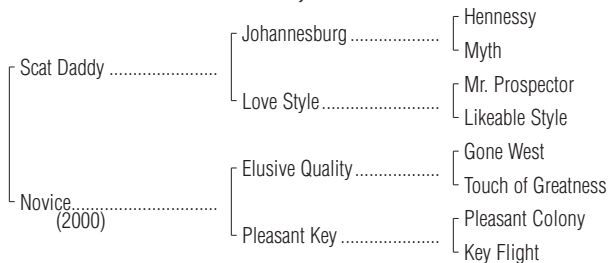 Hennessy
Johannesburg ..................
Myth
Scat Daddy ......................
Mr. Prospector
Love Style........................
Likeable Style
Gone West
Elusive Quality .................
Touch of Greatness
Novice.............................
(2000)
Pleasant Colony
Pleasant Key ....................
Key Flight